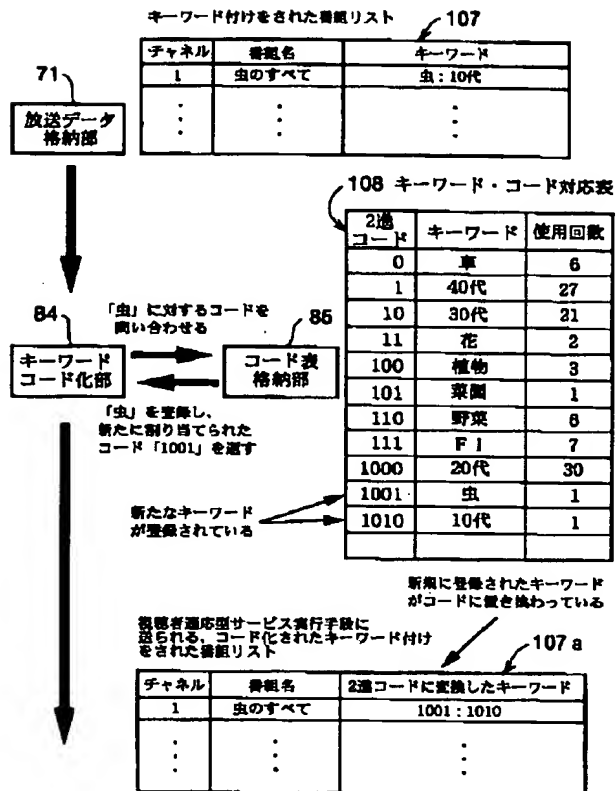 キーワード付けをされた番組リスト
107
チャネル 番組名 キーワード
1 虫のすべて 虫:10代
71
放送データ
格納部
108 キーワード・コード対応表
2進
コード キーワード 使用回数
0 車 6
1 40代 27
10 30代 21
11 花 2
100 植物 3
101 菜園 1
110 野菜 6
111 F1 7
1000 20代 30
1001 虫 1
1010 10代 1
84
「虫」に対するコードを
問い合わせる
85
キーワード
コード化部
コード表
格納部
「虫」を登録し、
新たに割り当てられた
コード「1001」を返す
新たなキーワード
が登録されている
新規に登録されたキーワード
がコードに置き換わっている
視聴者適応型サービス実行手段に
送られる、コード化されたキーワード付け
をされた番組リスト
107a
チャネル 番組名 2進コードに変換したキーワード
1 虫のすべて 1001:1010